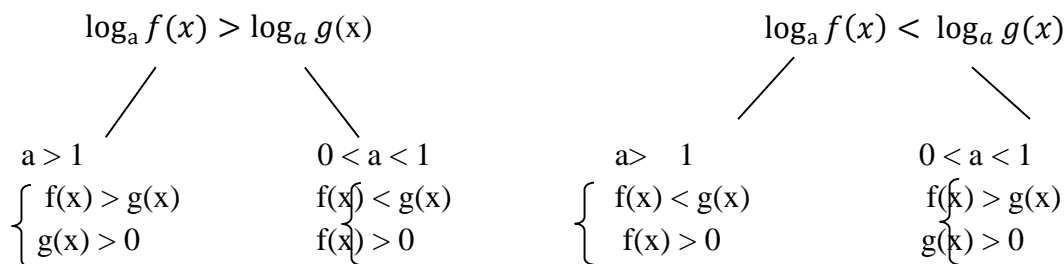 logₐ f(x) > logₐ g(x) logₐ f(x) < logₐ g(x)
a > 1 0 < a < 1 a> 1 0 < a < 1
f(x) > g(x) f(x) < g(x) f(x) < g(x) f(x) > g(x)
g(x) > 0 f(x) > 0 f(x) > 0 g(x) > 0